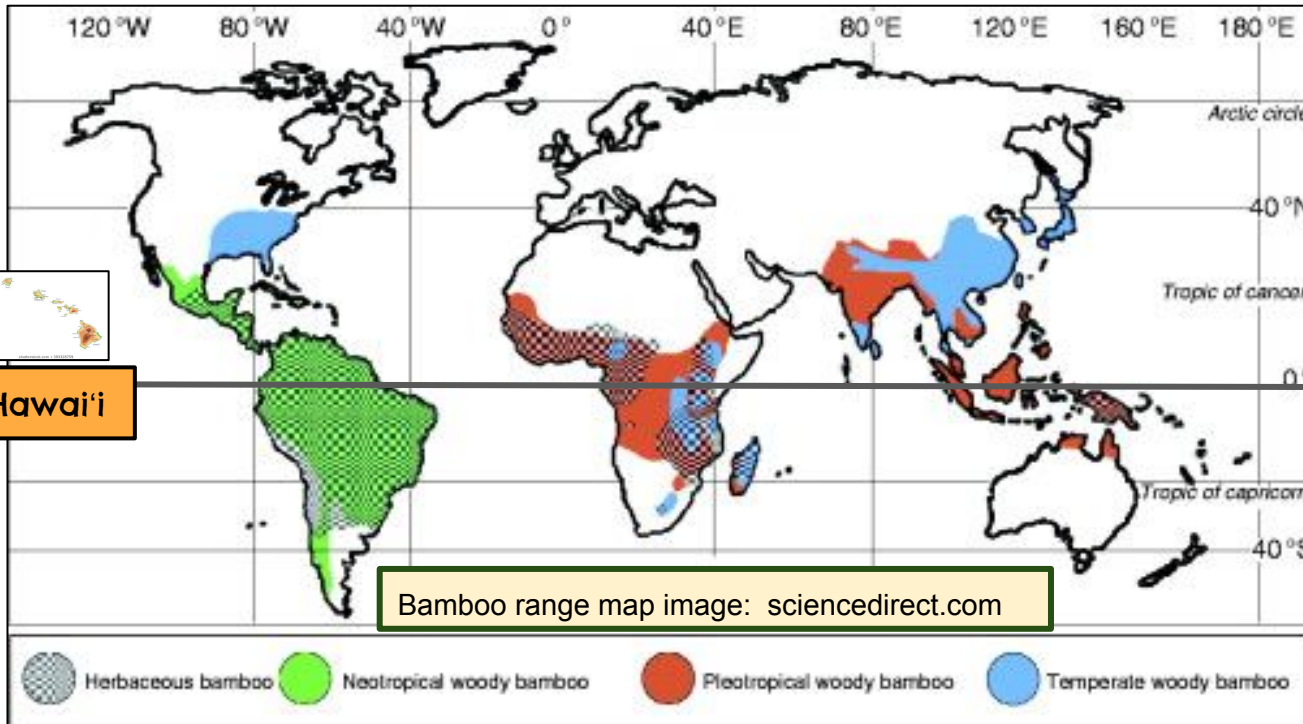 120 °W 80 °W 40 °W 0° 40 °E 80 °E 120 °E 160 °E 180 °E
Arctic circle
40 °N
Tropic of cancer
0°
Hawai‘i
Tropic of capricorn
40 °S
Bamboo range map image: sciencedirect.com
Herbaceous bamboo Neotropical woody bamboo Pleotropical woody bamboo Temperate woody bamboo